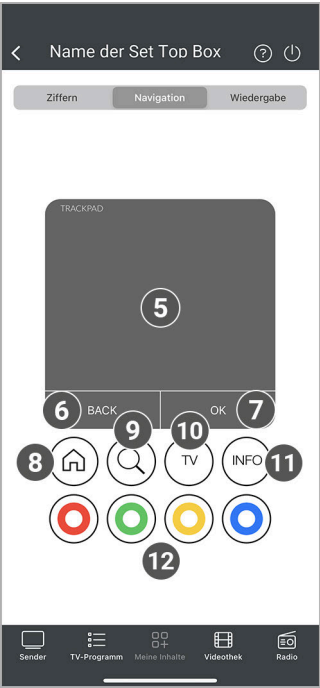 Name der Set Top Box ?
Ziffern Navigation Wiedergabe
TRACKPAD
5
6 BACK OK 7
9 10
8 TV INFO 11
12
Sender TV-Programm Meine Inhalte Videothek Radio